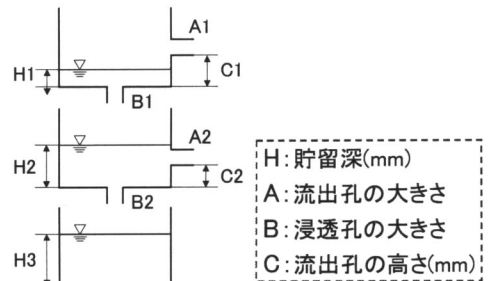 A1
H1
C1
B1
A2
H2
C2
B2
H3
H:貯留深(mm)
A:流出孔の大きさ
B:浸透孔の大きさ
C:流出孔の高さ(mm)